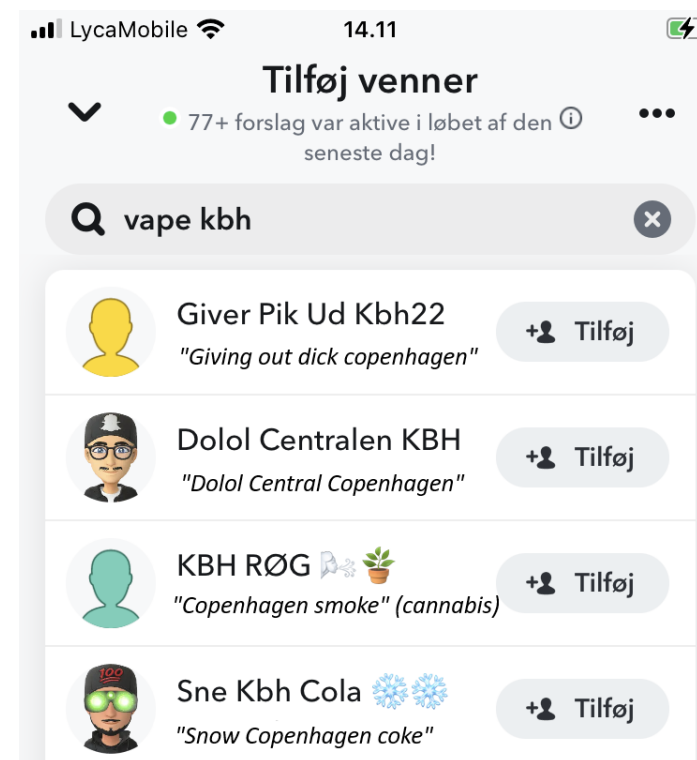 LycaMobile
14.11
Tilføj venner
77+ forslag var aktive i løbet af den
seneste dag!
vape kbh
Giver Pik Ud Kbh22
"Giving out dick copenhagen"
Tilføj
Dolol Centralen KBH
"Dolol Central Copenhagen"
Tilføj
KBH RØG 🌬️🪴
"Copenhagen smoke" (cannabis)
Tilføj
100
Sne Kbh Cola ❄️❄️
"Snow Copenhagen coke"
Tilføj